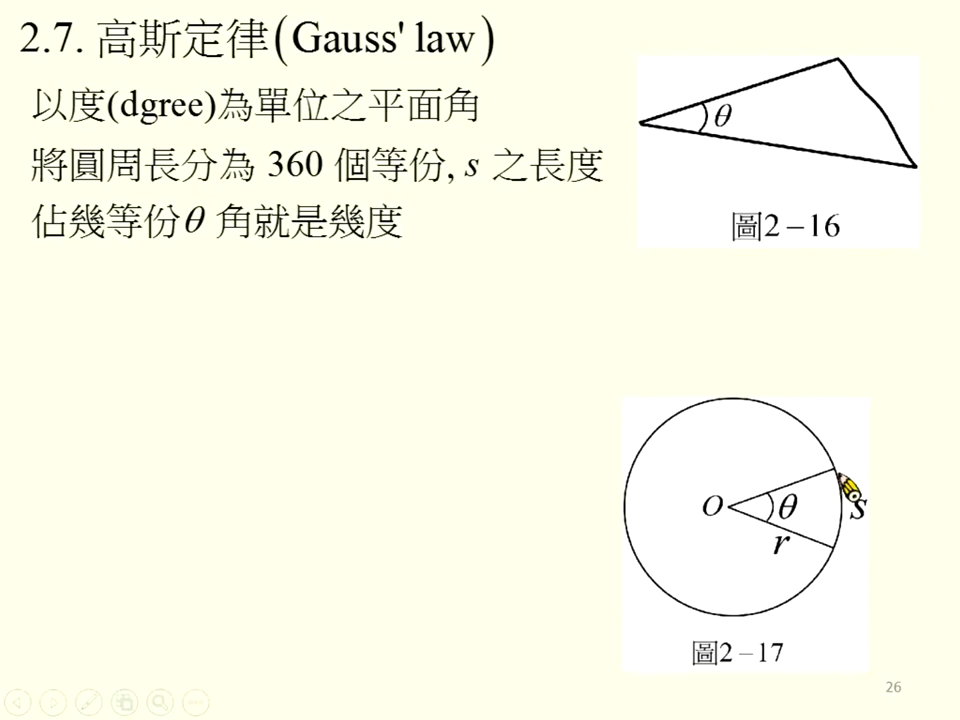 2.7. 高斯定律(Gauss' law)
以度(dgree)為單位之平面角
將圓周長分為 360 個等份, s 之長度
佔幾等份θ 角就是幾度
θ
圖2－16
O
θ
s
r
圖2－17
26